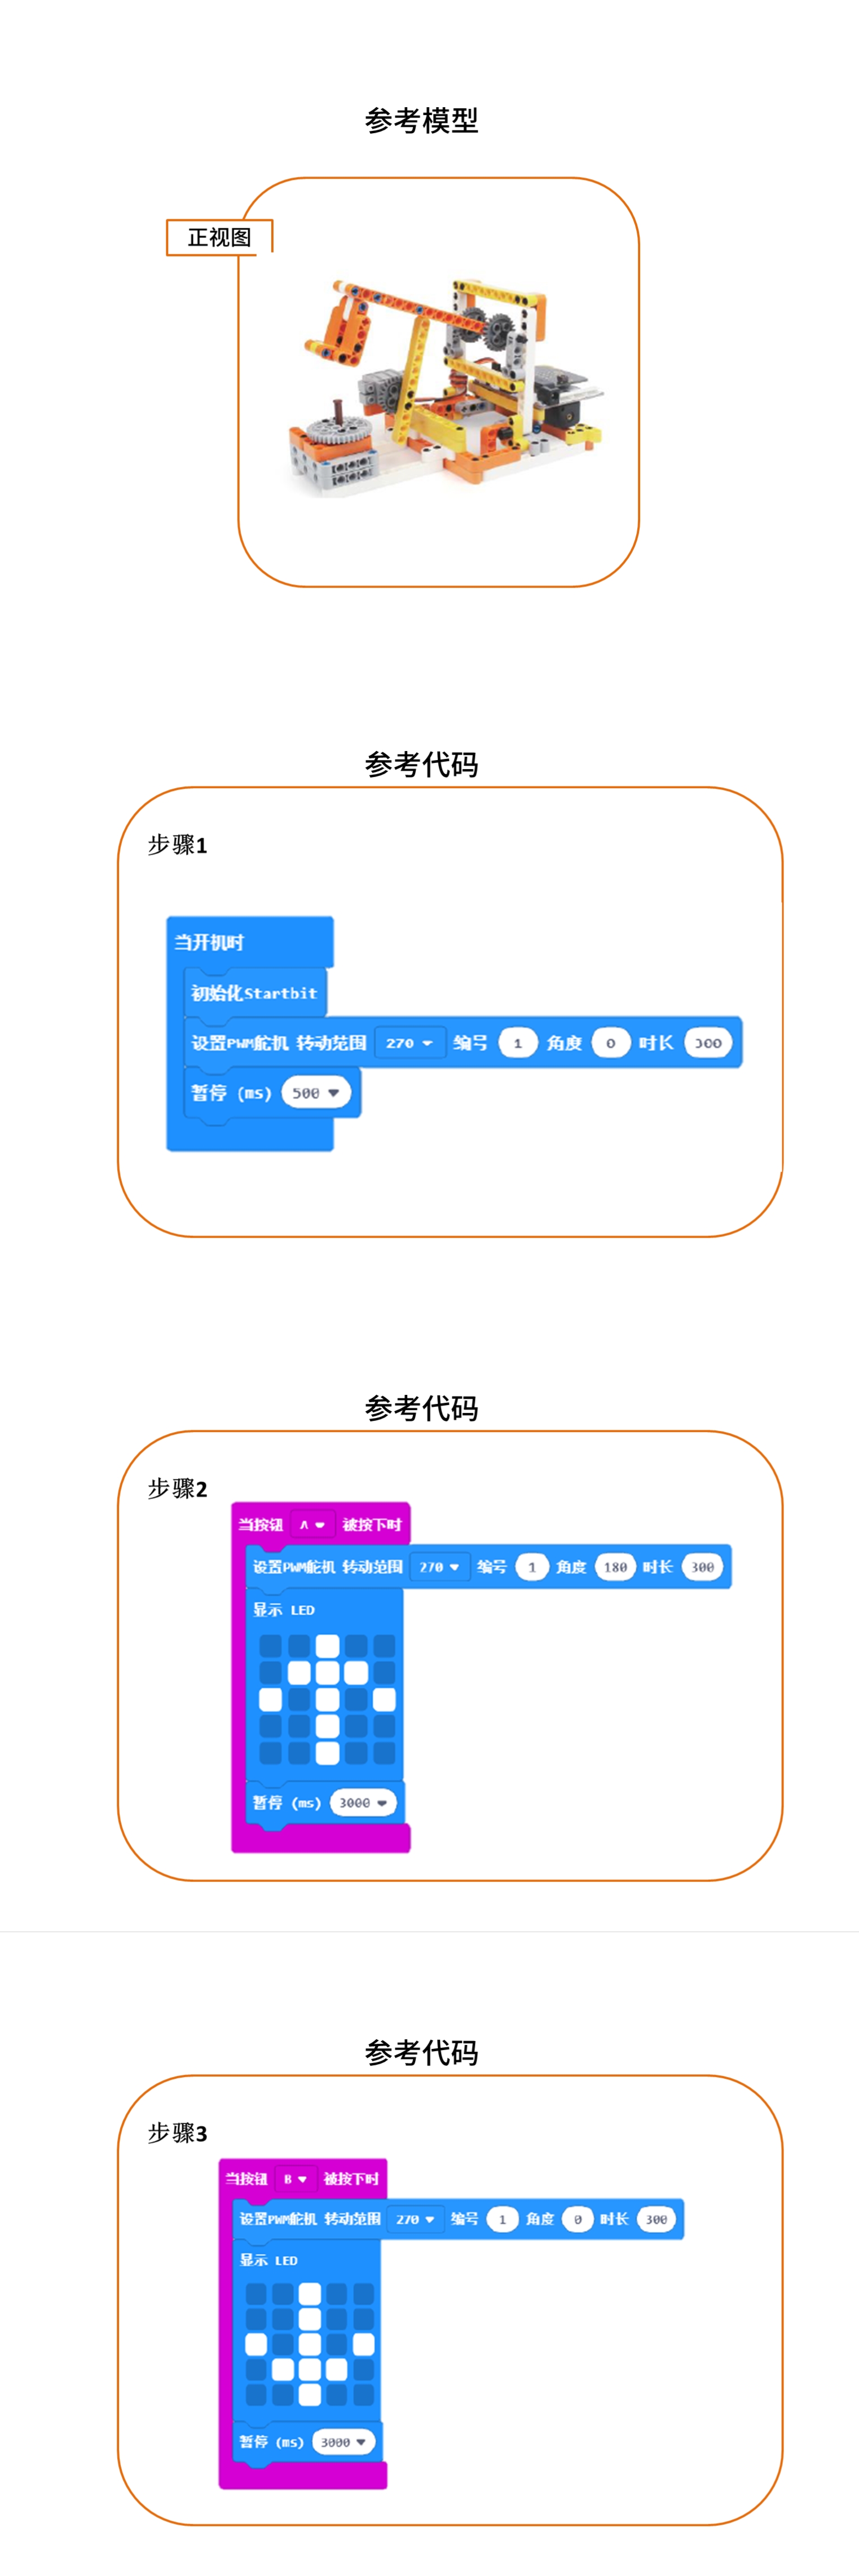 参考模型
正视图
参考代码
步骤1
当开机时
初始化Startbit
设置PWM舵机 转动范围 270 编号 1 角度 0 时长 300
暂停 (ms) 500
参考代码
步骤2
当按钮 A 被按下时
设置PWM舵机 转动范围 270 编号 1 角度 180 时长 300
显示 LED
暂停 (ms) 3000
参考代码
步骤3
当按钮 B 被按下时
设置PWM舵机 转动范围 270 编号 1 角度 0 时长 300
显示 LED
暂停 (ms) 3000